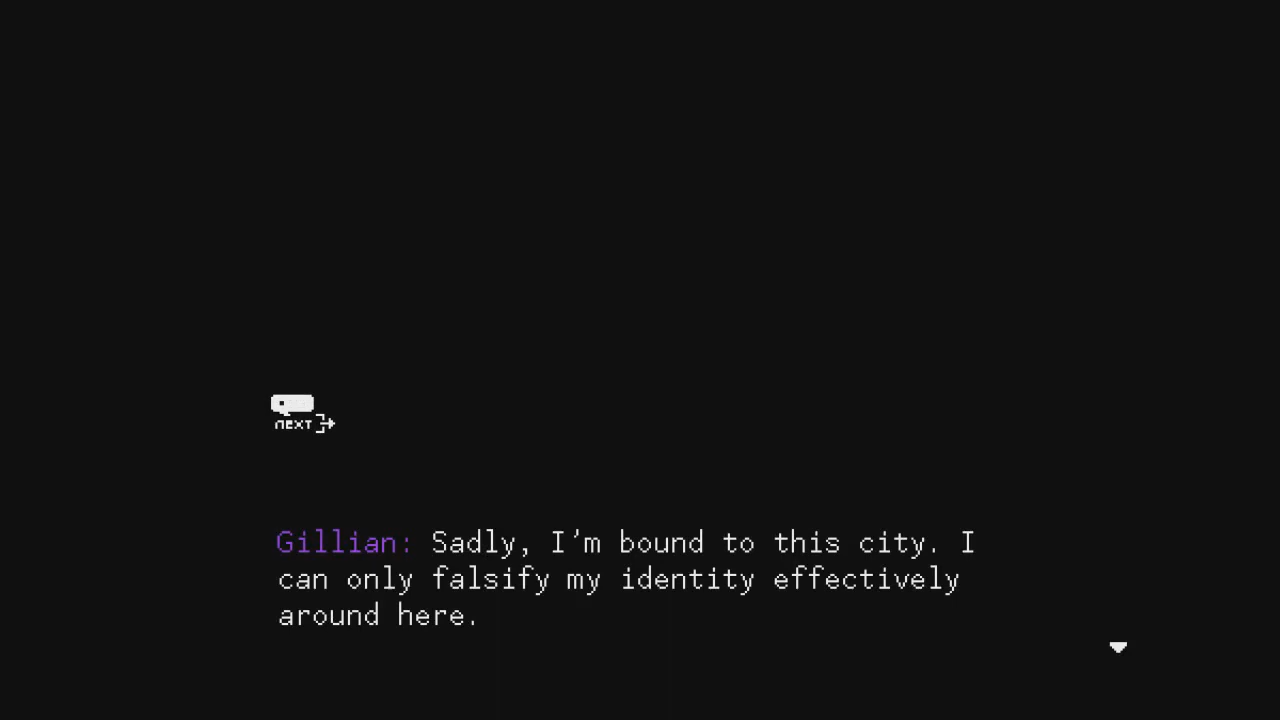 NEXT
Gillian: Sadly, I'm bound to this city. I
can only falsify my identity effectively
around here.